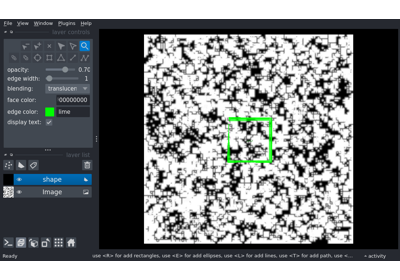 File View Window Plugins Help
layer controls
opacity: 0.70
edge width: 1
blending: translucen
face color: 00000000
edge color: lime
display text:
layer list
shape
Image
Ready use <R> for add rectangles, use <E> for add ellipses, use <L> for add lines, use <T> for add path, use <... activity